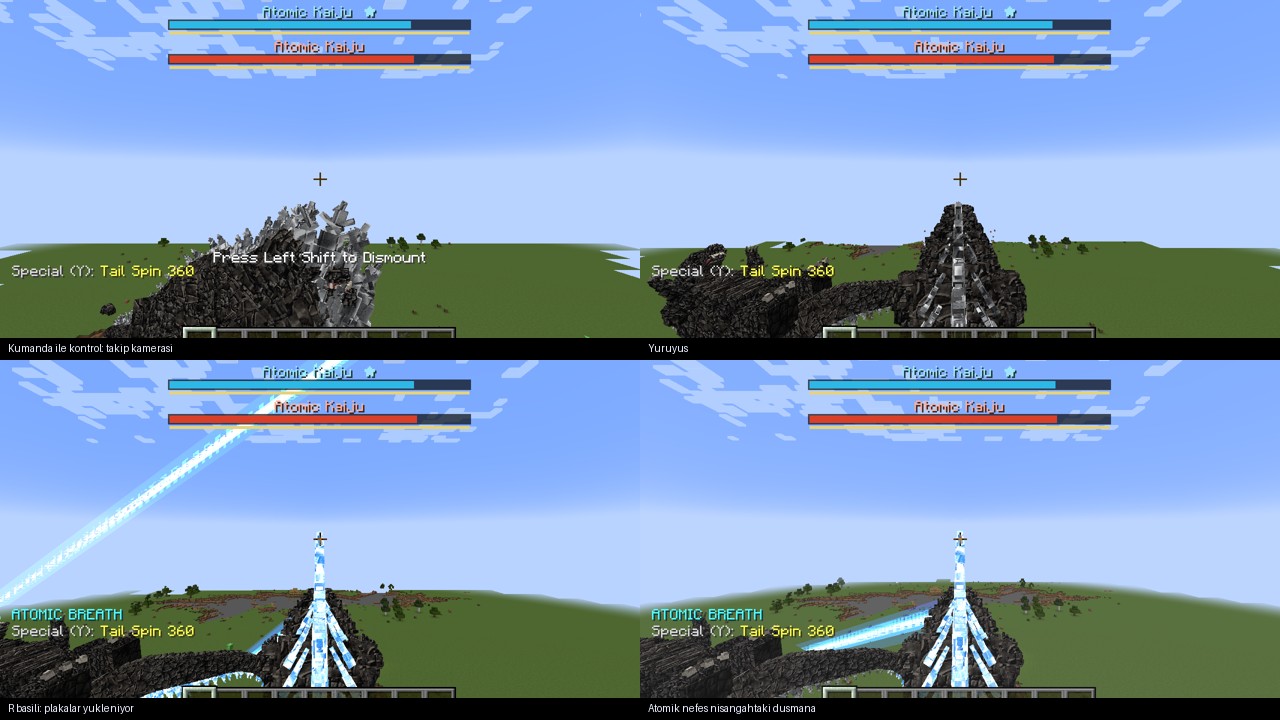 Atomic Kaiju ★
Atomic Kaiju
Press Left Shift to Dismount
Special (Y): Tail Spin 360
Kumanda ile kontrol: takip kamerasi
Atomic Kaiju ★
Atomic Kaiju
Special (Y): Tail Spin 360
Yuruyus
Atomic Kaiju ★
Atomic Kaiju
ATOMIC BREATH
Special (Y): Tail Spin 360
R basili: plakalar yukleniyor
Atomic Kaiju ★
Atomic Kaiju
ATOMIC BREATH
Special (Y): Tail Spin 360
Atomik nefes nisangahtaki dusmana